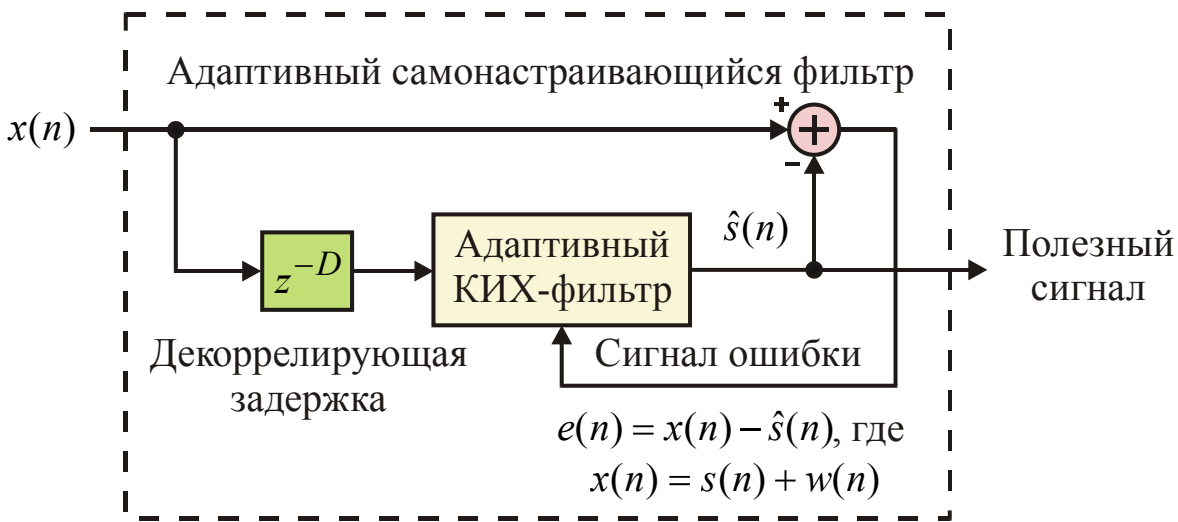 Адаптивный самонастраивающийся фильтр
x(n)
+
+
−
z^{−D}
Адаптивный
КИХ-фильтр
ŝ(n)
Полезный
сигнал
Декоррелирующая
задержка
Сигнал ошибки
e(n) = x(n) − ŝ(n), где
x(n) = s(n) + w(n)